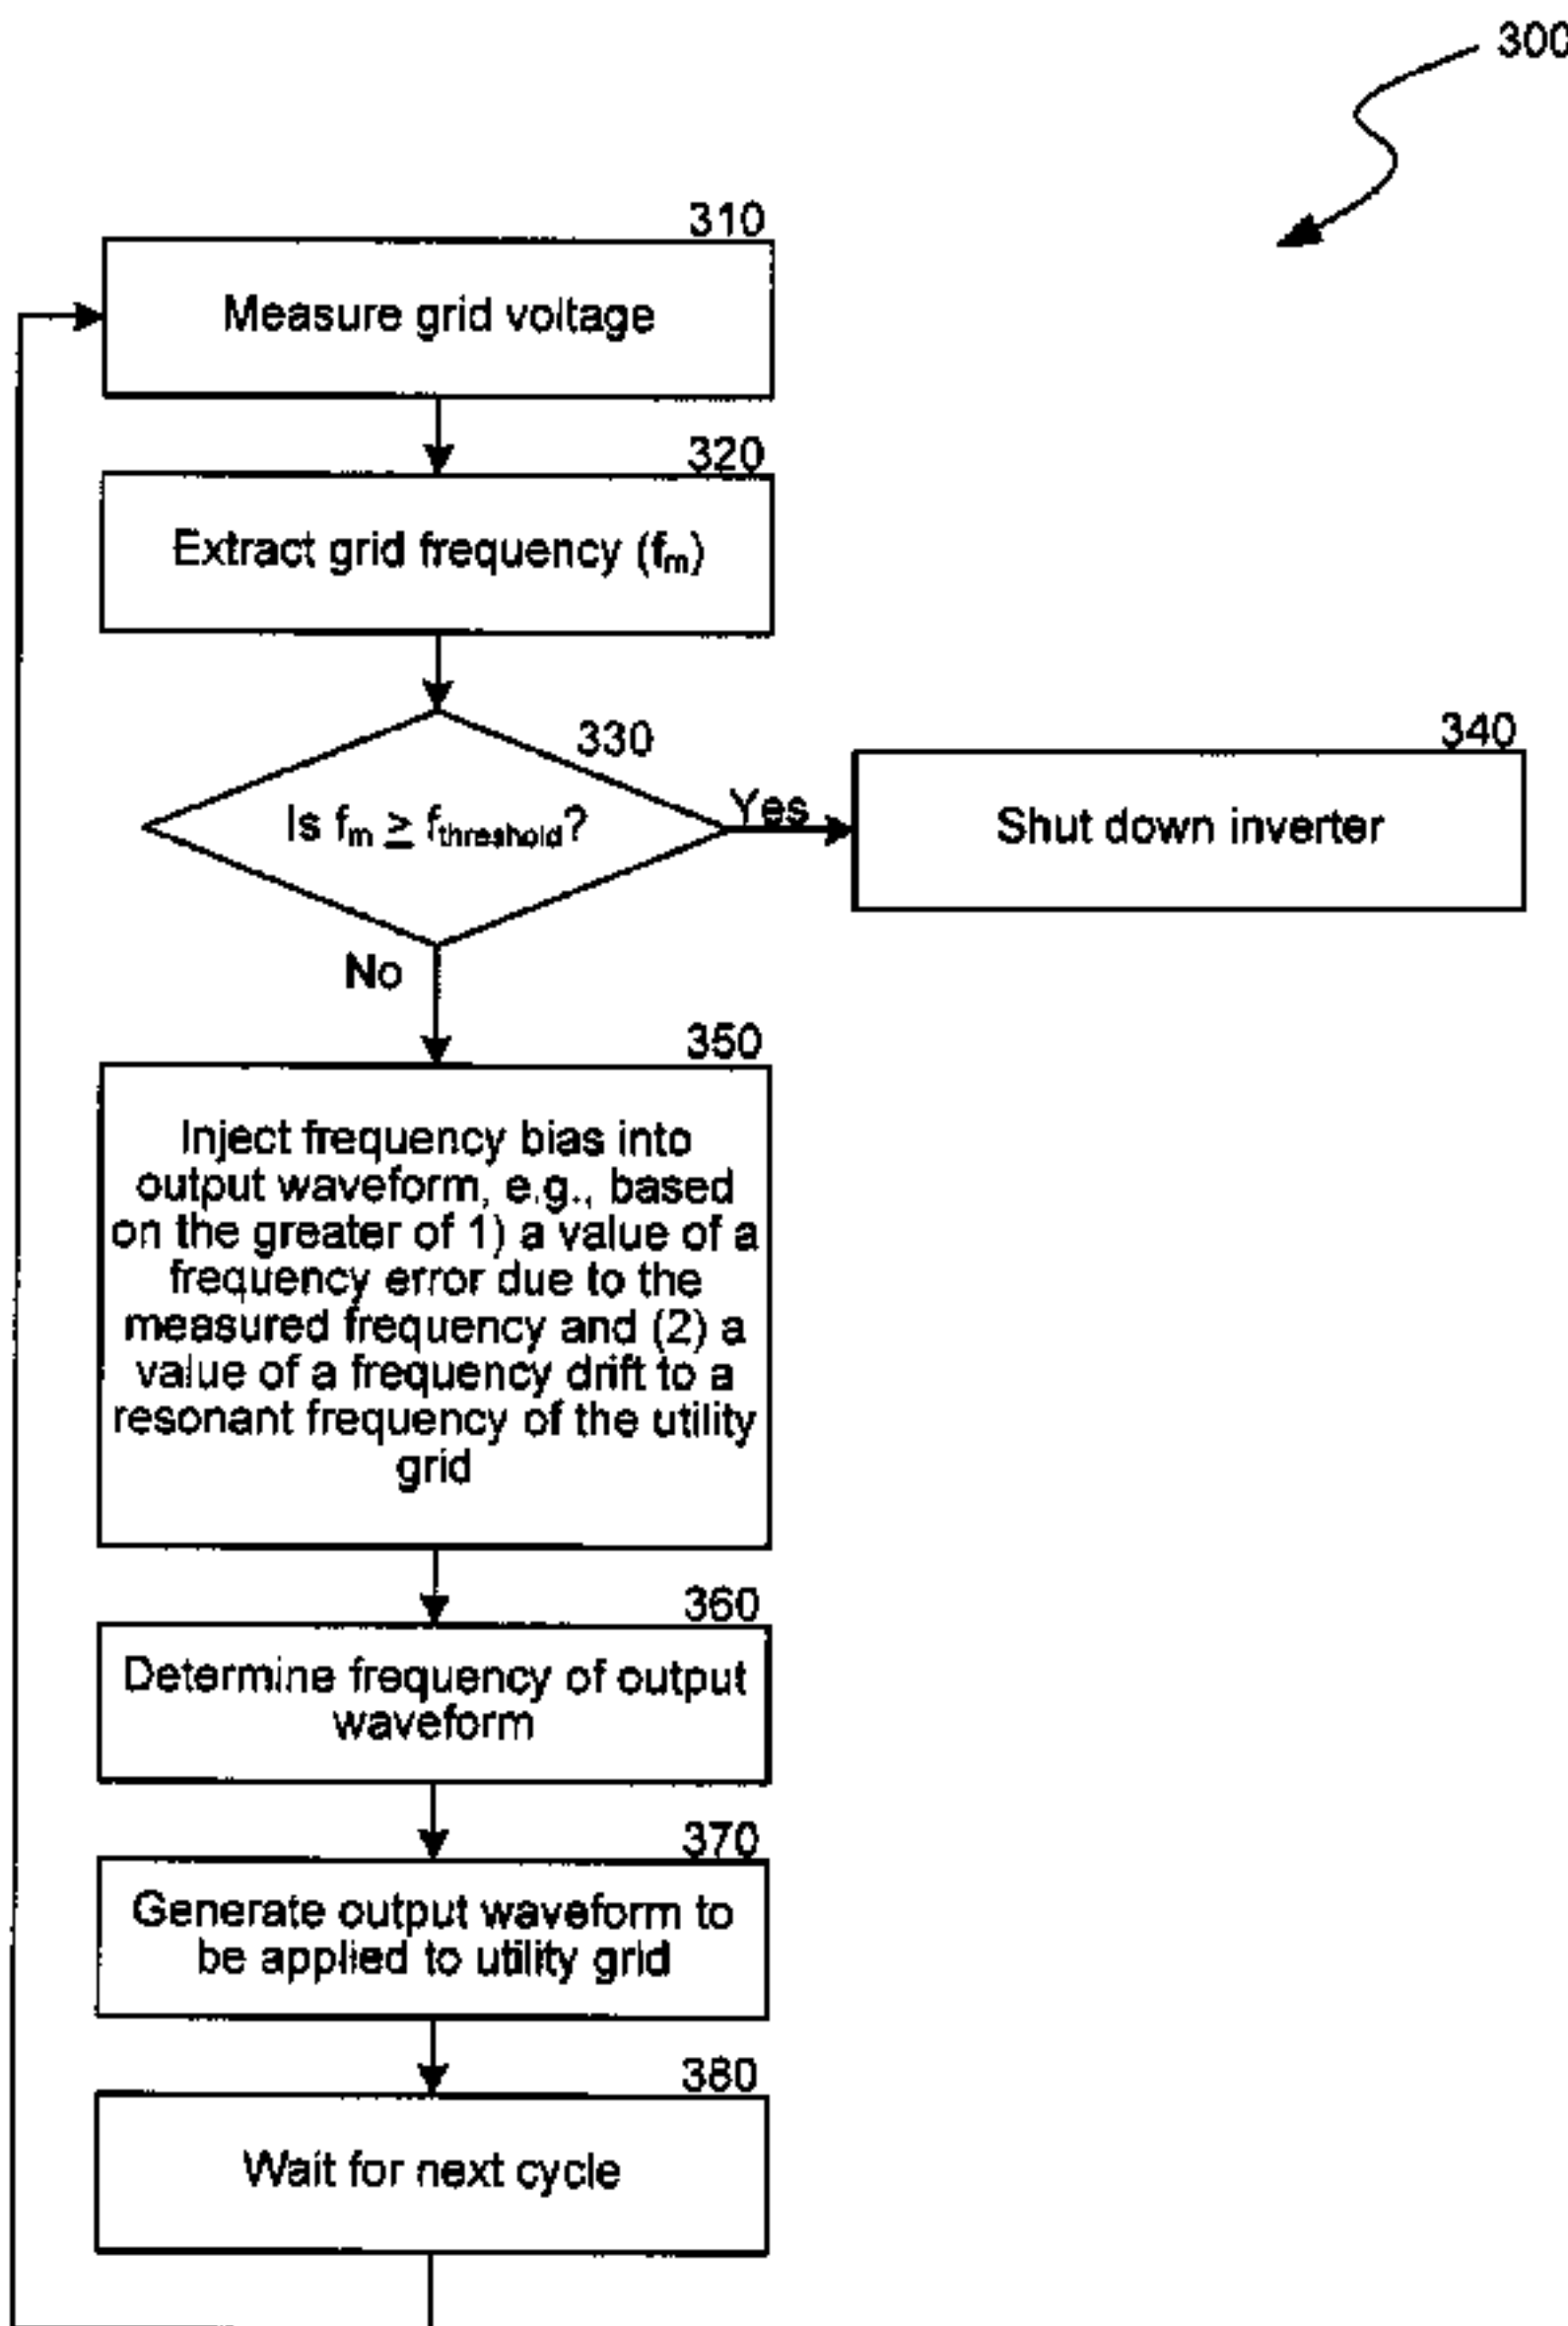 300
310
Measure grid voltage
320
Extract grid frequency (fm)
330
Is fm ≥ fthreshold?
Yes
340
Shut down inverter
No
350
Inject frequency bias into
output waveform, e.g., based
on the greater of 1) a value of a
frequency error due to the
measured frequency and (2) a
value of a frequency drift to a
resonant frequency of the utility
grid
360
Determine frequency of output
waveform
370
Generate output waveform to
be applied to utility grid
380
Wait for next cycle